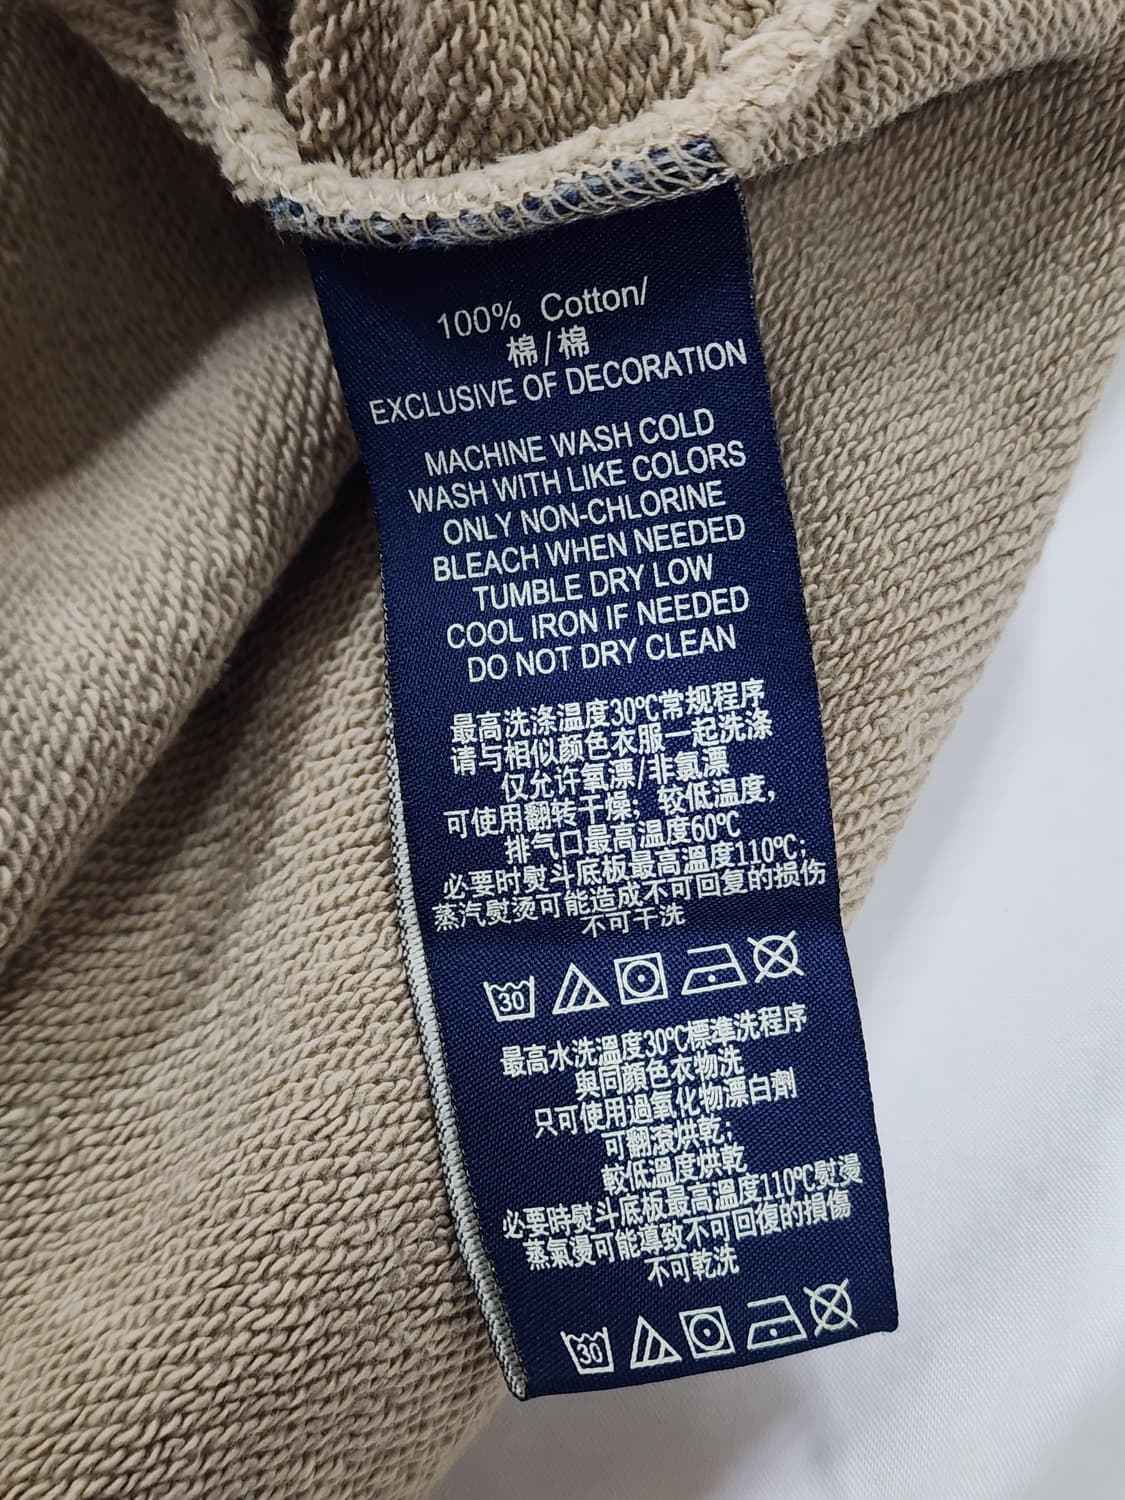 100% Cotton/
棉/棉
EXCLUSIVE OF DECORATION
MACHINE WASH COLD
WASH WITH LIKE COLORS
ONLY NON-CHLORINE
BLEACH WHEN NEEDED
TUMBLE DRY LOW
COOL IRON IF NEEDED
DO NOT DRY CLEAN
最高洗涤温度30℃常规程序
请与相似颜色衣服一起洗涤
仅允许氧漂/非氯漂
可使用翻转干燥；较低温度，
排气口最高温度60℃
必要时熨斗底板最高温度110℃；
蒸汽熨烫可能造成不可回复的损伤
不可干洗
30
最高水洗溫度30℃標準洗程序
與同顏色衣物洗
只可使用過氧化物漂白劑
可翻滾烘乾；
較低溫度烘乾
必要時熨斗底板最高溫度110℃熨燙
蒸氣燙可能導致不可回復的損傷
不可乾洗
30